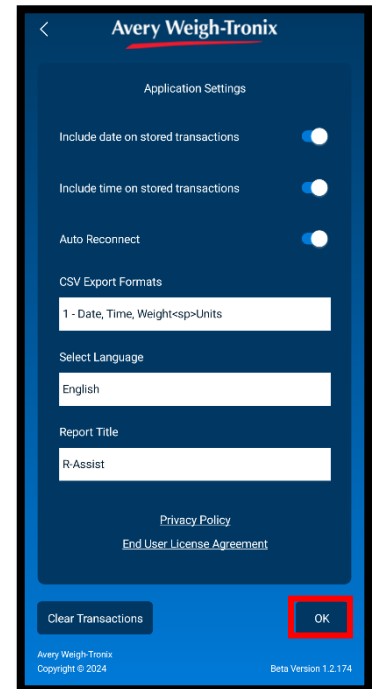 Avery Weigh-Tronix
Application Settings
Include date on stored transactions
Include time on stored transactions
Auto Reconnect
CSV Export Formats
1 - Date, Time, Weight<sp>Units
Select Language
English
Report Title
R-Assist
Privacy Policy
End User License Agreement
Clear Transactions
OK
Avery Weigh-Tronix
Copyright © 2024
Beta Version 1.2.174